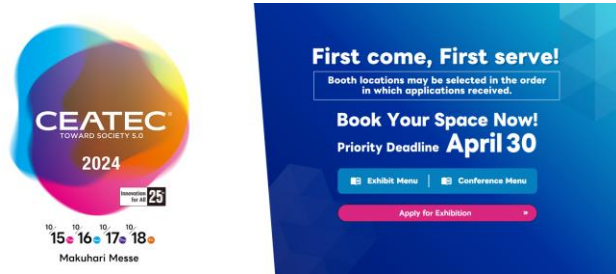 CEATEC®
TOWARD SOCIETY 5.0
2024
Innovation
For All
25th
10/15 10/16 10/17 10/18
Makuhari Messe
First come, First serve!
Booth locations may be selected in the order
in which applications received.
Book Your Space Now!
Priority Deadline April 30
Exhibit Menu | Conference Menu
Apply for Exhibition »